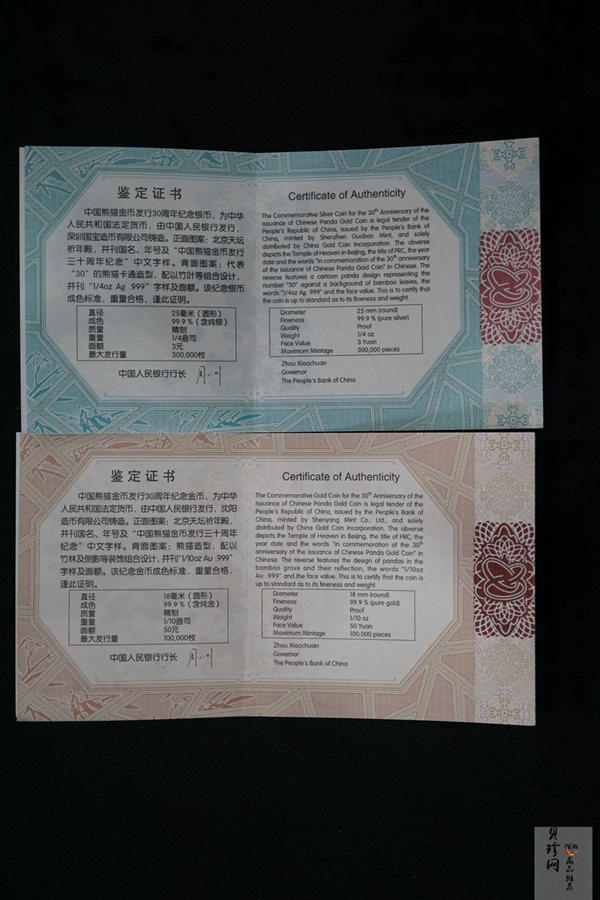 鉴定证书
中国熊猫金币发行30周年纪念银币，为中华
人民共和国法定货币，由中国人民银行发行，
深圳国宝造币有限公司铸造。正面图案：北京天坛
祈年殿，并刊国名、年号及“中国熊猫金币发行
三十周年纪念”中文字样。背面图案：代表
“30”的熊猫卡通造型，配以竹叶等组合设计，
并刊“1/4oz Ag .999”字样及面额。该纪念银币
成色标准，重量合格，谨此证明。
直径 25毫米（圆形）
成色 99.9％（含纯银）
质量 精制
重量 1/4盎司
面额 3元
最大发行量 300,000枚
中国人民银行行长
Certificate of Authenticity
The Commemorative Silver Coin for the 30th Anniversary of the
Issuance of Chinese Panda Gold Coin is legal tender of the
People's Republic of China, issued by the People's Bank of
China, minted by Shenzhen Guobao Mint, and solely
distributed by China Gold Coin Incorporation. The obverse
depicts the Temple of Heaven in Beijing, the title of PRC, the year
date and the words "in commemoration of the 30th anniversary
of the issuance of Chinese Panda Gold Coin" in Chinese. The
reverse features a cartoon panda design representing the
number "30" against a background of bamboo leaves, the
words "1/4oz Ag .999" and the face value. This is to certify that
the coin is up to standard as to its fineness and weight
Diameter 25 mm (round)
Fineness 99.9 % (pure silver)
Quality Proof
Weight 1/4 oz
Face Value 3 Yuan
Maximum Mintage 300,000 pieces
Zhou Xiaochuan
Governor
The People's Bank of China
鉴定证书
中国熊猫金币发行30周年纪念金币，为中华
人民共和国法定货币，由中国人民银行发行，沈阳
造币有限公司铸造。正面图案：北京天坛祈年殿，
并刊国名、年号及“中国熊猫金币发行三十周年
纪念”中文字样。背面图案：熊猫造型，配以
竹林及倒影等装饰组合设计，并刊“1/10oz Au .999”
字样及面额。该纪念金币成色标准，重量合格，
谨此证明。
直径 18毫米（圆形）
成色 99.9％（含纯金）
质量 精制
重量 1/10盎司
面额 50元
最大发行量 100,000枚
中国人民银行行长
Certificate of Authenticity
The Commemorative Gold Coin for the 30th Anniversary of the
Issuance of Chinese Panda Gold Coin is legal tender of the
People's Republic of China, issued by the People's Bank of
China, minted by Shenyang Mint Co., Ltd., and solely
distributed by China Gold Coin Incorporation. The obverse
depicts the Temple of Heaven in Beijing, the title of PRC, the
year date and the words "in commemoration of the 30th
anniversary of the issuance of Chinese Panda Gold Coin" in
Chinese. The reverse features the design of pandas in the
bamboo grove and their reflection, the words "1/10oz
Au .999" and the face value. This is to certify that the coin is
up to standard as to its fineness and weight
Diameter 18 mm (round)
Fineness 99.9 % (pure gold)
Quality Proof
Weight 1/10 oz
Face Value 50 Yuan
Maximum Mintage 100,000 pieces
Zhou Xiaochuan
Governor
The People's Bank of China
贝珍网